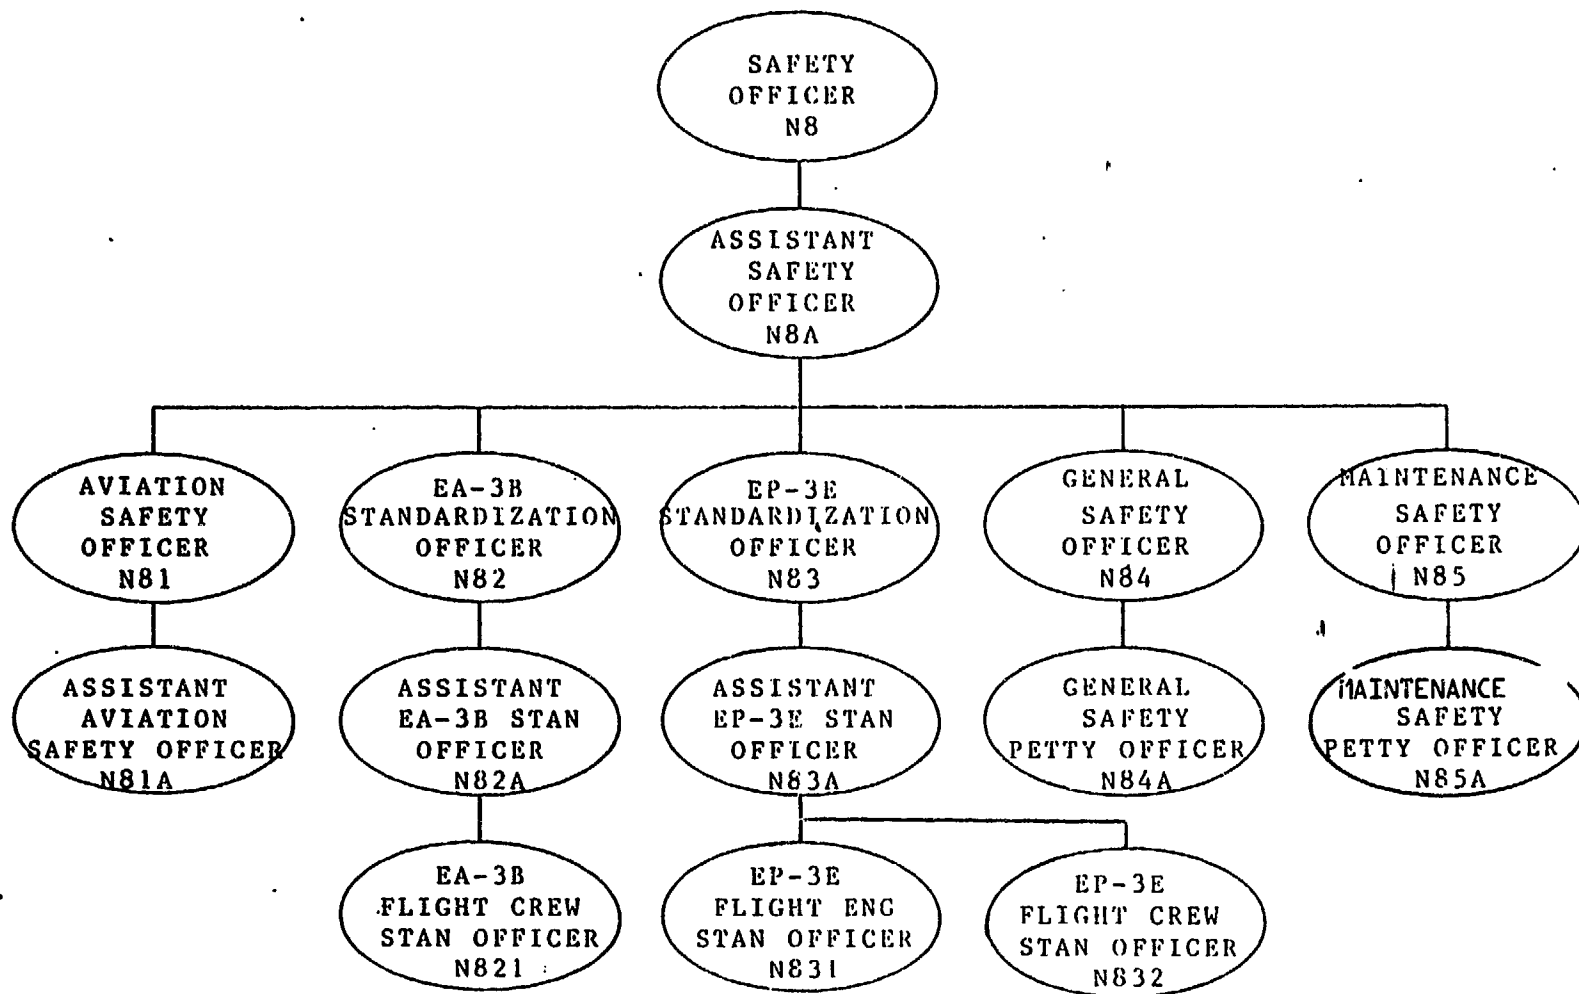 SAFETY
OFFICER
N8
ASSISTANT
SAFETY
OFFICER
N8A
AVIATION
SAFETY
OFFICER
N81
EA-3B
STANDARDIZATION
OFFICER
N82
EP-3E
STANDARDIZATION
OFFICER
N83
GENERAL
SAFETY
OFFICER
N84
MAINTENANCE
SAFETY
OFFICER
N85
ASSISTANT
AVIATION
SAFETY OFFICER
N81A
ASSISTANT
EA-3B STAN
OFFICER
N82A
ASSISTANT
EP-3E STAN
OFFICER
N83A
GENERAL
SAFETY
PETTY OFFICER
N84A
MAINTENANCE
SAFETY
PETTY OFFICER
N85A
EA-3B
FLIGHT CREW
STAN OFFICER
N821
EP-3E
FLIGHT ENG
STAN OFFICER
N831
EP-3E
FLIGHT CREW
STAN OFFICER
N832